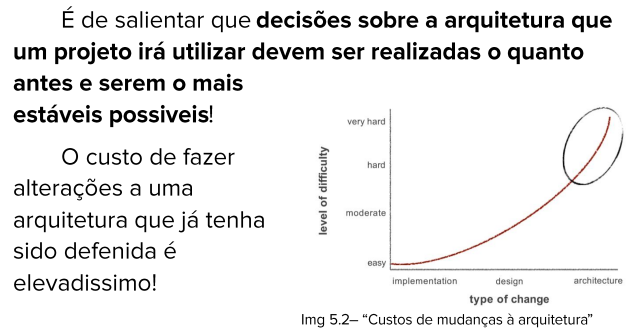 É de salientar que decisões sobre a arquitetura que
um projeto irá utilizar devem ser realizadas o quanto
antes e serem o mais
estáveis possiveis!
O custo de fazer
alterações a uma
arquitetura que já tenha
sido defenida é
elevadissimo!
level of difficulty
very hard
hard
moderate
easy
implementation design architecture
type of change
Img 5.2– “Custos de mudanças à arquitetura”